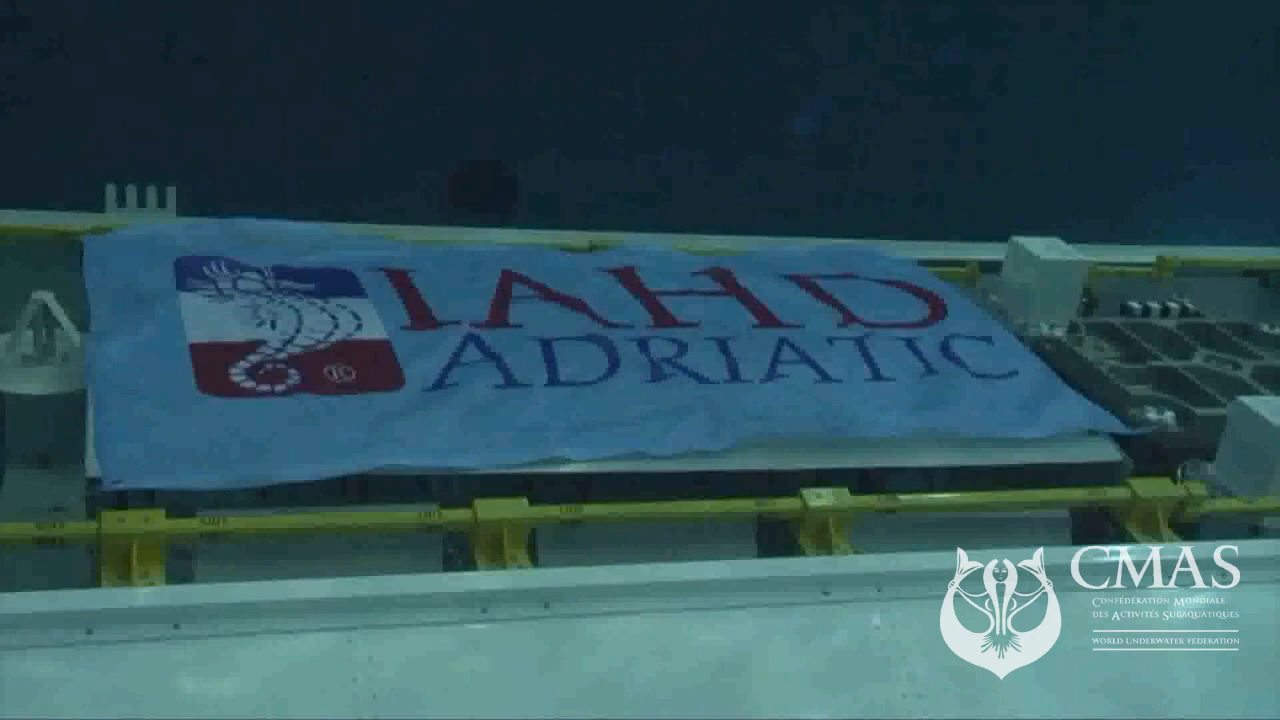 IAHD
ADRIATIC
®
CMAS
CONFÉDÉRATION MONDIALE
DES ACTIVITÉS SUBAQUATIQUES
WORLD UNDERWATER FEDERATION